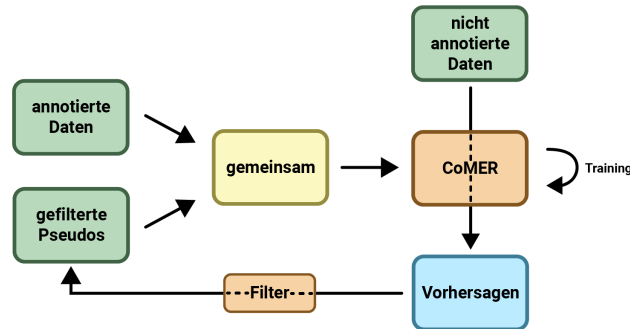 nicht
annotierte
Daten
annotierte
Daten
gemeinsam
CoMER
Training
gefilterte
Pseudos
Filter
Vorhersagen